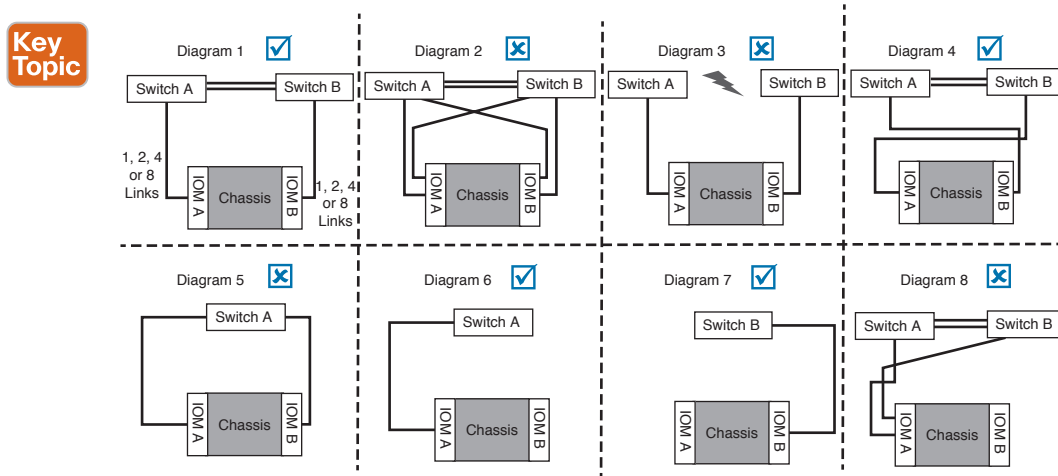 Key
Topic
Diagram 1
Switch A
Switch B
1, 2, 4
or 8
Links
IOM A
Chassis
IOM B
1, 2, 4
or 8
Links
Diagram 2
Switch A
Switch B
IOM A
Chassis
IOM B
Diagram 3
Switch A
Switch B
IOM A
Chassis
IOM B
Diagram 4
Switch A
Switch B
IOM A
Chassis
IOM B
Diagram 5
Switch A
IOM A
Chassis
IOM B
Diagram 6
Switch A
IOM A
Chassis
IOM B
Diagram 7
Switch B
IOM A
Chassis
IOM B
Diagram 8
Switch A
Switch B
IOM A
Chassis
IOM B